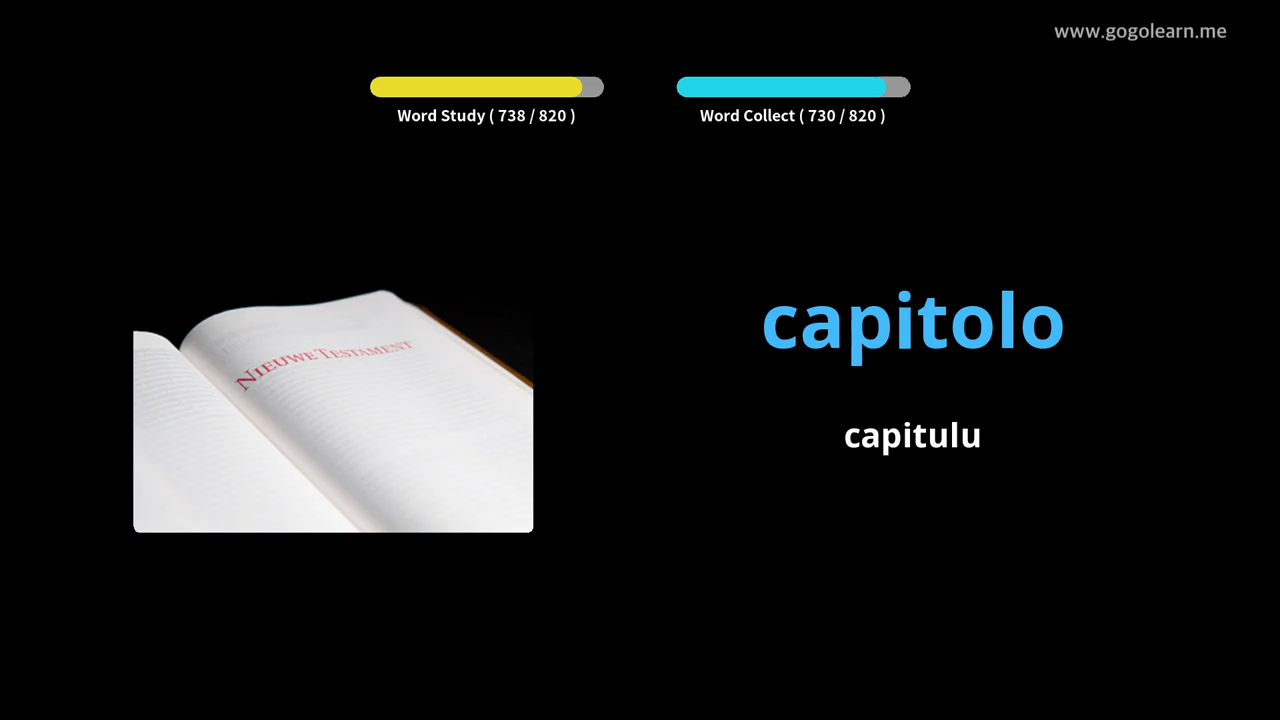 www.gogolearn.me
Word Study ( 738 / 820 )
Word Collect ( 730 / 820 )
NIEUWE TESTAMENT
capitolo
capitulu